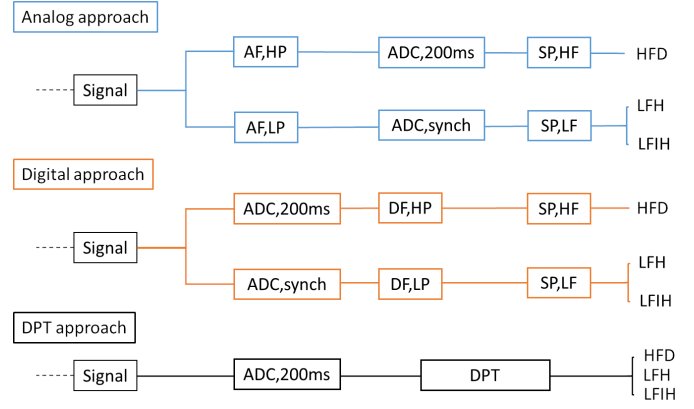 Analog approach
AF,HP
ADC,200ms
SP,HF
HFD
Signal
AF,LP
ADC,synch
SP,LF
LFH
LFIH
Digital approach
ADC,200ms
DF,HP
SP,HF
HFD
Signal
ADC,synch
DF,LP
SP,LF
LFH
LFIH
DPT approach
Signal
ADC,200ms
DPT
HFD
LFH
LFIH